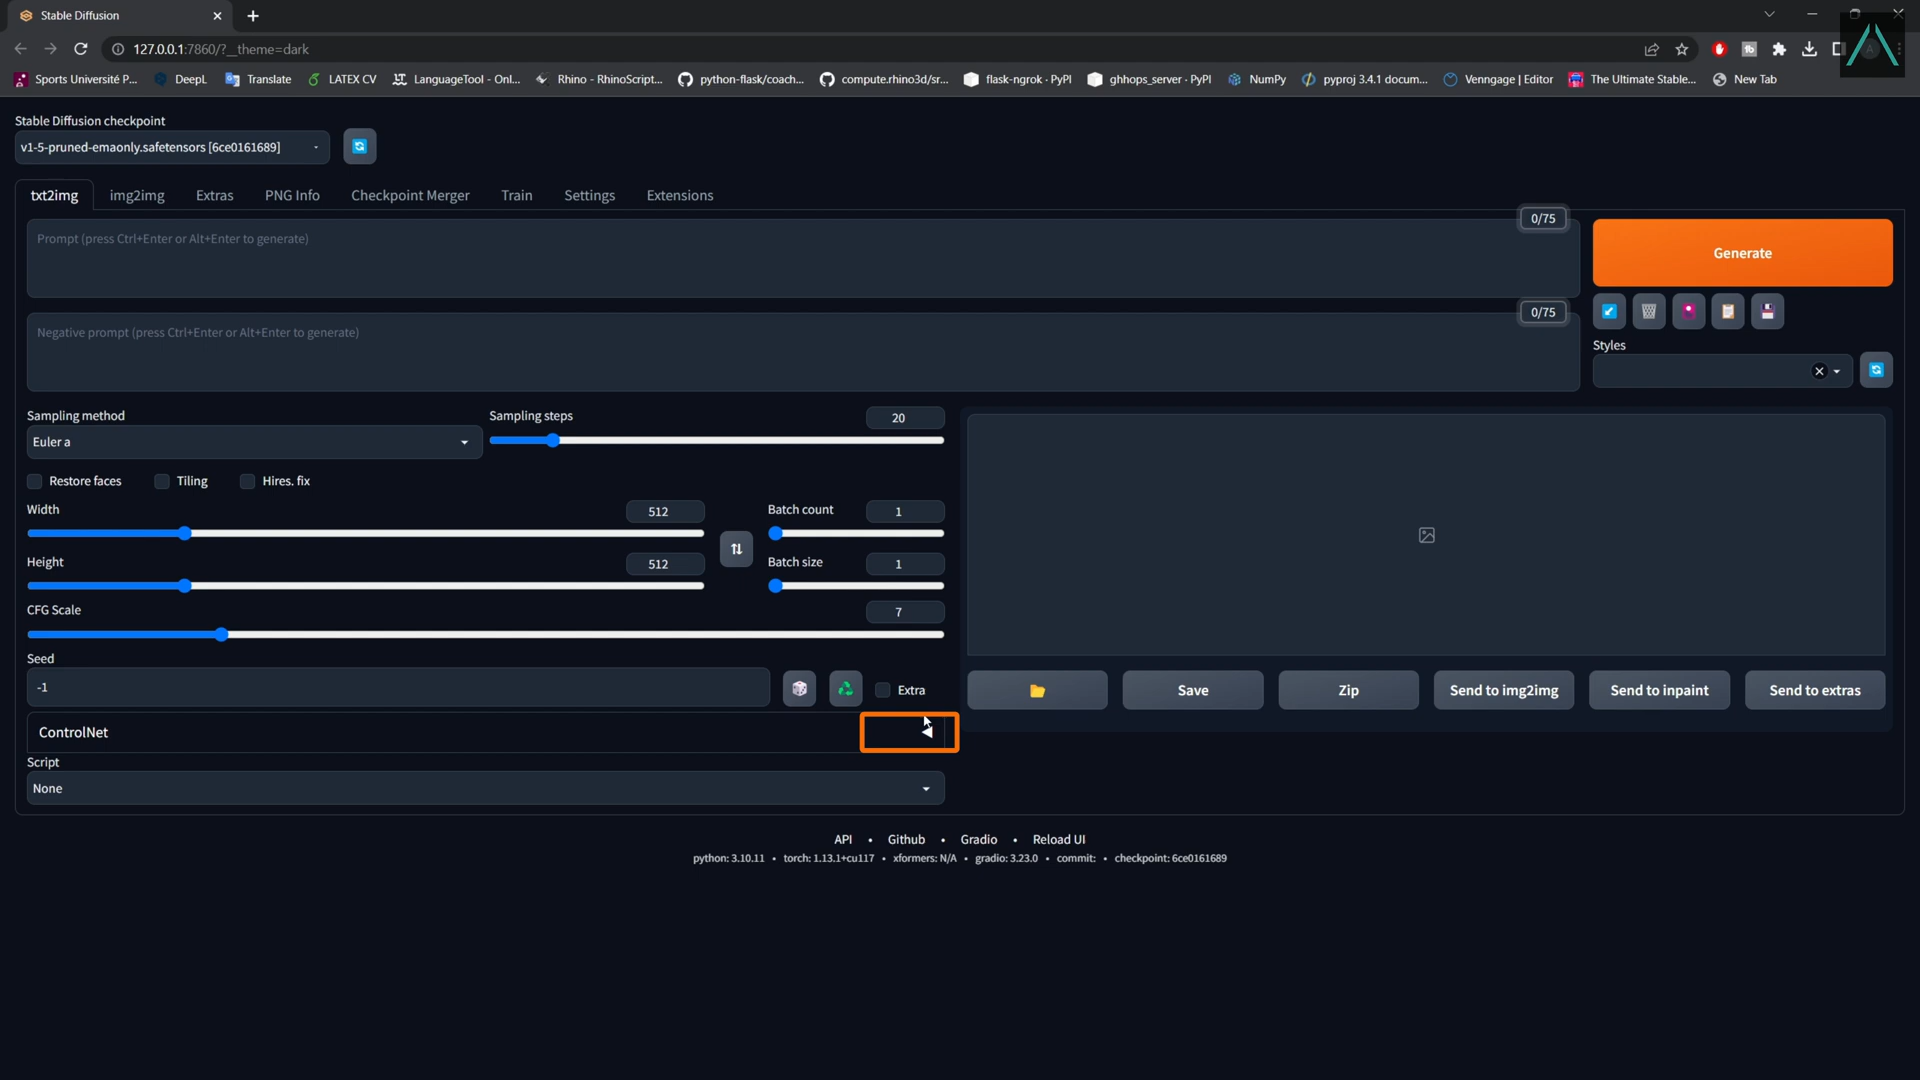 Stable Diffusion
127.0.0.1:7860/?__theme=dark
Sports Université P... DeepL Translate LATEX CV LanguageTool - Onl... Rhino - RhinoScript... python-flask/coach... compute.rhino3d/sr... flask-ngrok · PyPI ghhops_server · PyPI NumPy pyproj 3.4.1 docum... Venngage | Editor The Ultimate Stable... New Tab
Stable Diffusion checkpoint
v1-5-pruned-emaonly.safetensors [6ce0161689]
txt2img img2img Extras PNG Info Checkpoint Merger Train Settings Extensions
0/75
Prompt (press Ctrl+Enter or Alt+Enter to generate)
Generate
0/75
Negative prompt (press Ctrl+Enter or Alt+Enter to generate)
Styles
Sampling method Sampling steps 20
Euler a
Restore faces Tiling Hires. fix
Width 512 Batch count 1
Height 512 Batch size 1
CFG Scale 7
Seed
-1 Extra
Save Zip Send to img2img Send to inpaint Send to extras
ControlNet
Script
None
API • Github • Gradio • Reload UI
python: 3.10.11 • torch: 1.13.1+cu117 • xformers: N/A • gradio: 3.23.0 • commit: • checkpoint: 6ce0161689